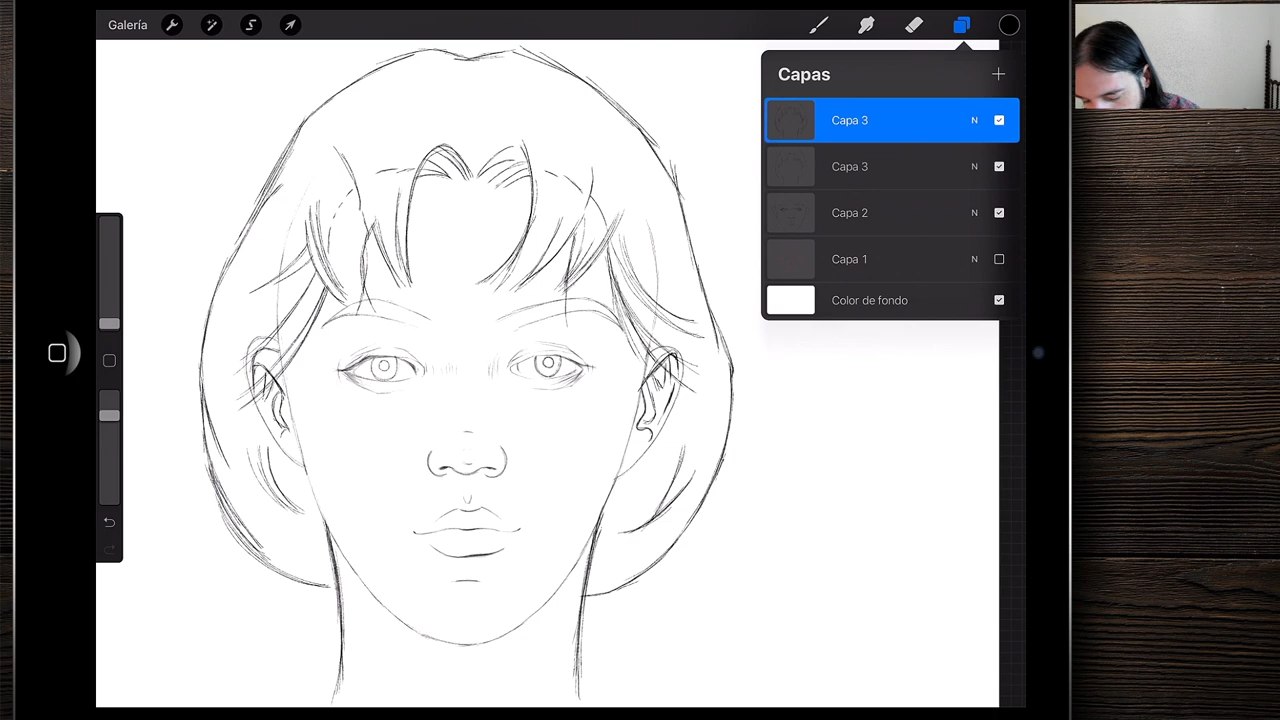 Galería
Capas
Capa 3 N
Capa 3 N
Capa 2 N
Capa 1 N
Color de fondo